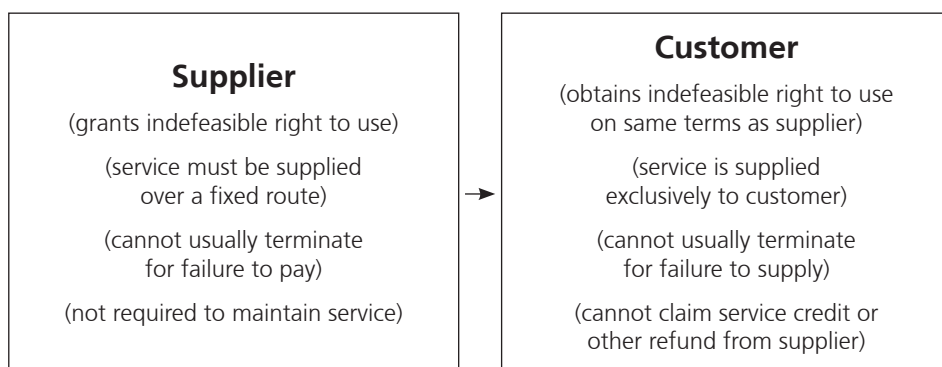 Supplier
(grants indefeasible right to use)
(service must be supplied
over a fixed route)
(cannot usually terminate
for failure to pay)
(not required to maintain service)
Customer
(obtains indefeasible right to use
on same terms as supplier)
(service is supplied
exclusively to customer)
(cannot usually terminate
for failure to supply)
(cannot claim service credit or
other refund from supplier)